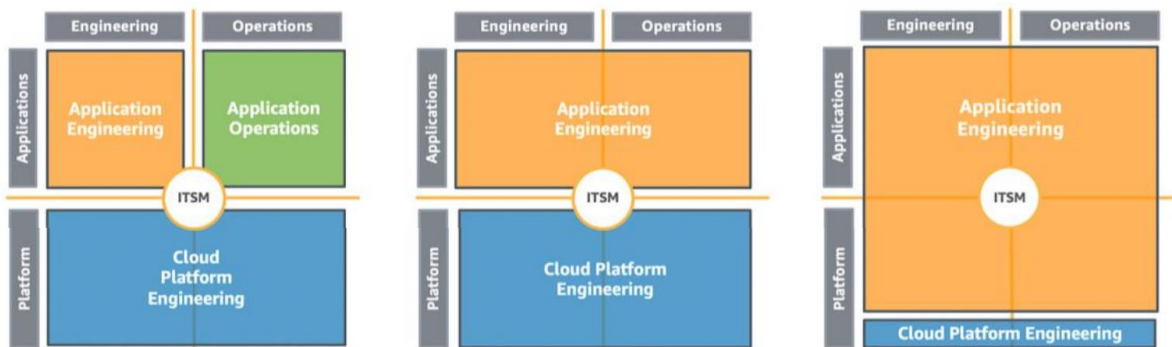 Engineering
Operations
Applications
Application
Engineering
Application
Operations
ITSM
Platform
Cloud
Platform
Engineering
Engineering
Operations
Applications
Application
Engineering
ITSM
Platform
Cloud Platform
Engineering
Engineering
Operations
Applications
Application
Engineering
ITSM
Platform
Cloud Platform Engineering